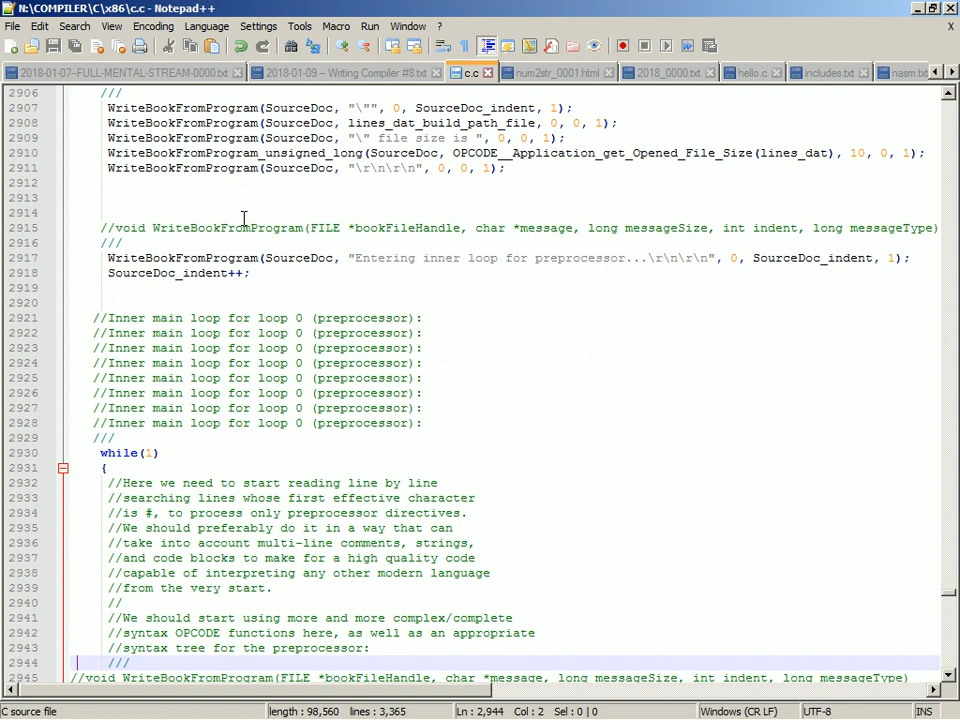 N:\COMPILER\C\x86\c.c - Notepad++
File Edit Search View Encoding Language Settings Tools Macro Run Window ? X
2018-01-07-FULL-MENTAL-STREAM-0000.txt 2018-01-09 -- Writing Compiler #8.txt c.c num2str_0001.html 2018_0000.txt hello.c includes.txt nasm.tx
2906 ///
2907 WriteBookFromProgram(SourceDoc, "\"", 0, SourceDoc_indent, 1);
2908 WriteBookFromProgram(SourceDoc, lines_dat_build_path_file, 0, 0, 1);
2909 WriteBookFromProgram(SourceDoc, "\" file size is ", 0, 0, 1);
2910 WriteBookFromProgram_unsigned_long(SourceDoc, OPCODE__Application_get_Opened_File_Size(lines_dat), 10, 0, 1);
2911 WriteBookFromProgram(SourceDoc, "\r\n\r\n", 0, 0, 1);
2912
2913
2914
2915 //void WriteBookFromProgram(FILE *bookFileHandle, char *message, long messageSize, int indent, long messageType)
2916 ///
2917 WriteBookFromProgram(SourceDoc, "Entering inner loop for preprocessor...\r\n\r\n", 0, SourceDoc_indent, 1);
2918 SourceDoc_indent++;
2919
2920
2921 //Inner main loop for loop 0 (preprocessor):
2922 //Inner main loop for loop 0 (preprocessor):
2923 //Inner main loop for loop 0 (preprocessor):
2924 //Inner main loop for loop 0 (preprocessor):
2925 //Inner main loop for loop 0 (preprocessor):
2926 //Inner main loop for loop 0 (preprocessor):
2927 //Inner main loop for loop 0 (preprocessor):
2928 //Inner main loop for loop 0 (preprocessor):
2929 ///
2930 while(1)
2931 {
2932 //Here we need to start reading line by line
2933 //searching lines whose first effective character
2934 //is #, to process only preprocessor directives.
2935 //We should preferably do it in a way that can
2936 //take into account multi-line comments, strings,
2937 //and code blocks to make for a high quality code
2938 //capable of interpreting any other modern language
2939 //from the very start.
2940 //
2941 //We should start using more and more complex/complete
2942 //syntax OPCODE functions here, as well as an appropriate
2943 //syntax tree for the preprocessor:
2944 ///
2945 //void WriteBookFromProgram(FILE *bookFileHandle, char *message, long messageSize, int indent, long messageType)
C source file length : 98,560 lines : 3,365 Ln : 2,944 Col : 2 Sel : 0 | 0 Windows (CR LF) UTF-8 INS